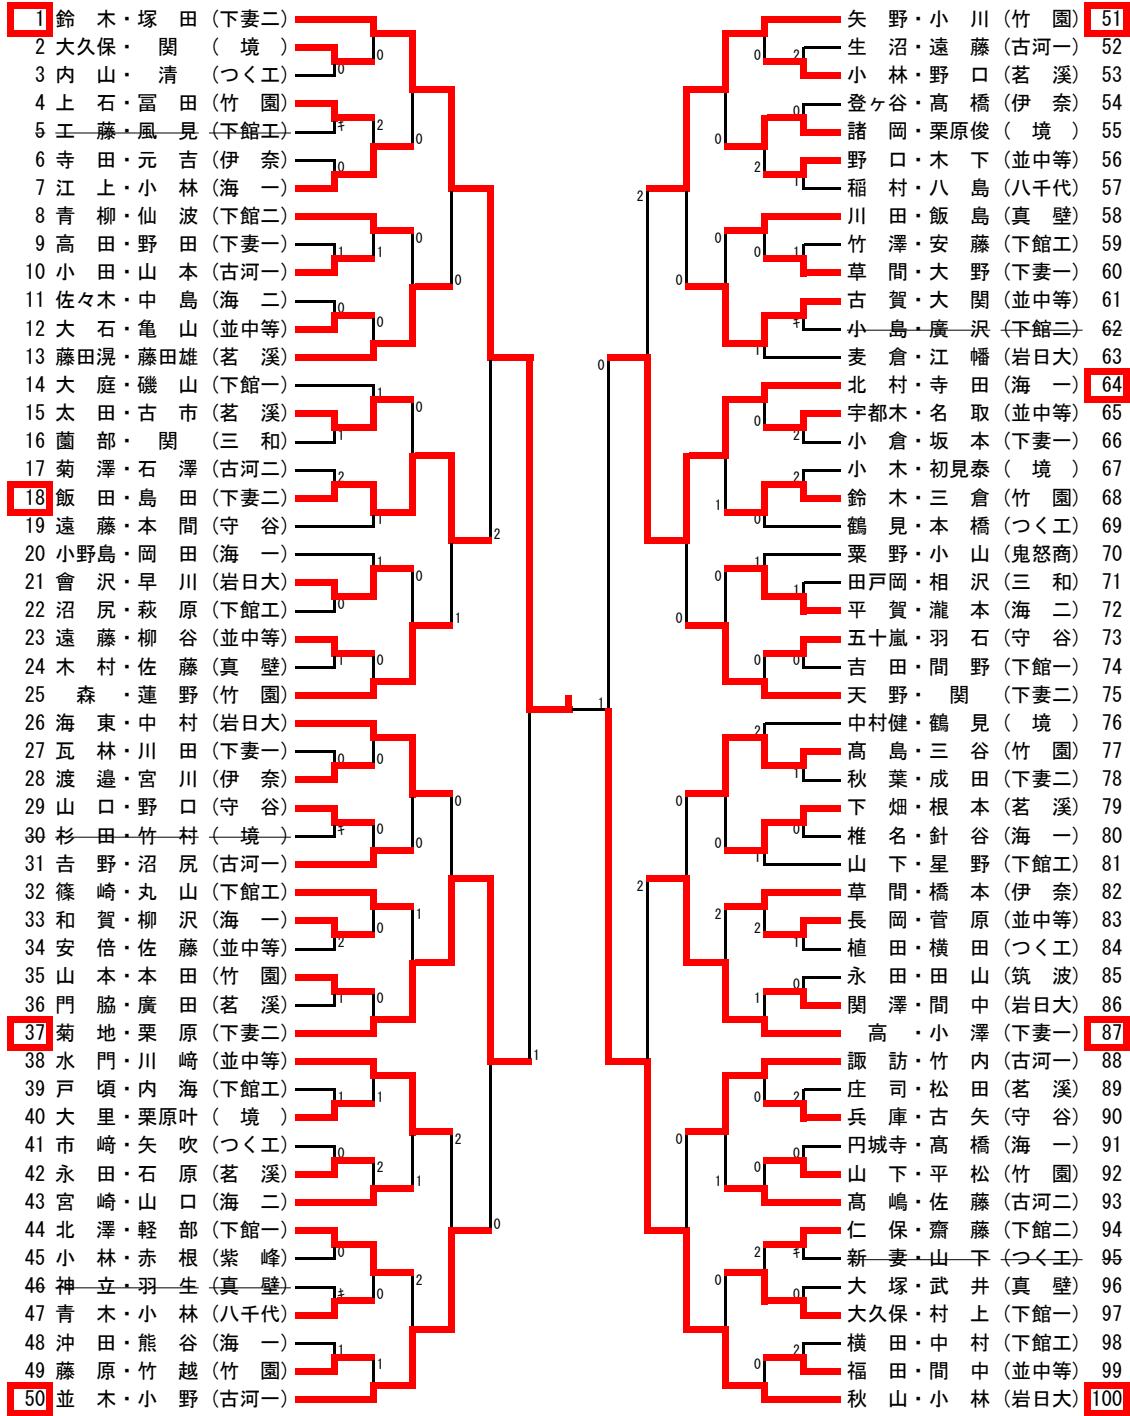 1 鈴 木・塚 田 (下妻二)
2 大久保・ 関 ( 境 )
3 内 山・ 清 (つく工)
4 上 石・冨 田 (竹 園)
5 工 藤・風 見 (下館工)
6 寺 田・元 吉 (伊 奈)
7 江 上・小 林 (海 一)
8 青 柳・仙 波 (下館二)
9 高 田・野 田 (下妻一)
10 小 田・山 本 (古河一)
11 佐々木・中 島 (海 二)
12 大 石・亀 山 (並中等)
13 藤田滉・藤田雄 (茗 溪)
14 大 庭・磯 山 (下館一)
15 太 田・古 市 (茗 溪)
16 薗 部・ 関 (三 和)
17 菊 澤・石 澤 (古河二)
18 飯 田・島 田 (下妻二)
19 遠 藤・本 間 (守 谷)
20 小野島・岡 田 (海 一)
21 會 沢・早 川 (岩日大)
22 沼 尻・萩 原 (下館工)
23 遠 藤・柳 谷 (並中等)
24 木 村・佐 藤 (真 壁)
25 森 ・蓮 野 (竹 園)
26 海 東・中 村 (岩日大)
27 瓦 林・川 田 (下妻一)
28 渡 邉・宮 川 (伊 奈)
29 山 口・野 口 (守 谷)
30 杉 田・竹 村 ( 境 )
31 吉 野・沼 尻 (古河一)
32 篠 崎・丸 山 (下館工)
33 和 賀・柳 沢 (海 一)
34 安 倍・佐 藤 (並中等)
35 山 本・本 田 (竹 園)
36 門 脇・廣 田 (茗 溪)
37 菊 地・栗 原 (下妻二)
38 水 門・川 﨑 (並中等)
39 戸 頃・内 海 (下館工)
40 大 里・栗原叶 ( 境 )
41 市 﨑・矢 吹 (つく工)
42 永 田・石 原 (茗 溪)
43 宮 崎・山 口 (海 二)
44 北 澤・軽 部 (下館一)
45 小 林・赤 根 (紫 峰)
46 神 立・羽 生 (真 壁)
47 青 木・小 林 (八千代)
48 沖 田・熊 谷 (海 一)
49 藤 原・竹 越 (竹 園)
50 並 木・小 野 (古河一)
矢 野・小 川 (竹 園) 51
生 沼・遠 藤 (古河一) 52
小 林・野 口 (茗 溪) 53
登ヶ谷・髙 橋 (伊 奈) 54
諸 岡・栗原俊 ( 境 ) 55
野 口・木 下 (並中等) 56
稲 村・八 島 (八千代) 57
川 田・飯 島 (真 壁) 58
竹 澤・安 藤 (下館工) 59
草 間・大 野 (下妻一) 60
古 賀・大 関 (並中等) 61
小 島・廣 沢 (下館二) 62
麦 倉・江 幡 (岩日大) 63
北 村・寺 田 (海 一) 64
宇都木・名 取 (並中等) 65
小 倉・坂 本 (下妻一) 66
小 木・初見泰 ( 境 ) 67
鈴 木・三 倉 (竹 園) 68
鶴 見・本 橋 (つく工) 69
粟 野・小 山 (鬼怒商) 70
田戸岡・相 沢 (三 和) 71
平 賀・瀧 本 (海 二) 72
五十嵐・羽 石 (守 谷) 73
吉 田・間 野 (下館一) 74
天 野・ 関 (下妻二) 75
中村健・鶴 見 ( 境 ) 76
髙 島・三 谷 (竹 園) 77
秋 葉・成 田 (下妻二) 78
下 畑・根 本 (茗 溪) 79
椎 名・針 谷 (海 一) 80
山 下・星 野 (下館工) 81
草 間・橋 本 (伊 奈) 82
長 岡・菅 原 (並中等) 83
植 田・横 田 (つく工) 84
永 田・田 山 (筑 波) 85
関 澤・間 中 (岩日大) 86
高 ・小 澤 (下妻一) 87
諏 訪・竹 内 (古河一) 88
庄 司・松 田 (茗 溪) 89
兵 庫・古 矢 (守 谷) 90
円城寺・髙 橋 (海 一) 91
山 下・平 松 (竹 園) 92
髙 嶋・佐 藤 (古河二) 93
仁 保・齋 藤 (下館二) 94
新 妻・山 下 (つく工) 95
大 塚・武 井 (真 壁) 96
大久保・村 上 (下館一) 97
横 田・中 村 (下館工) 98
福 田・間 中 (並中等) 99
秋 山・小 林 (岩日大) 100